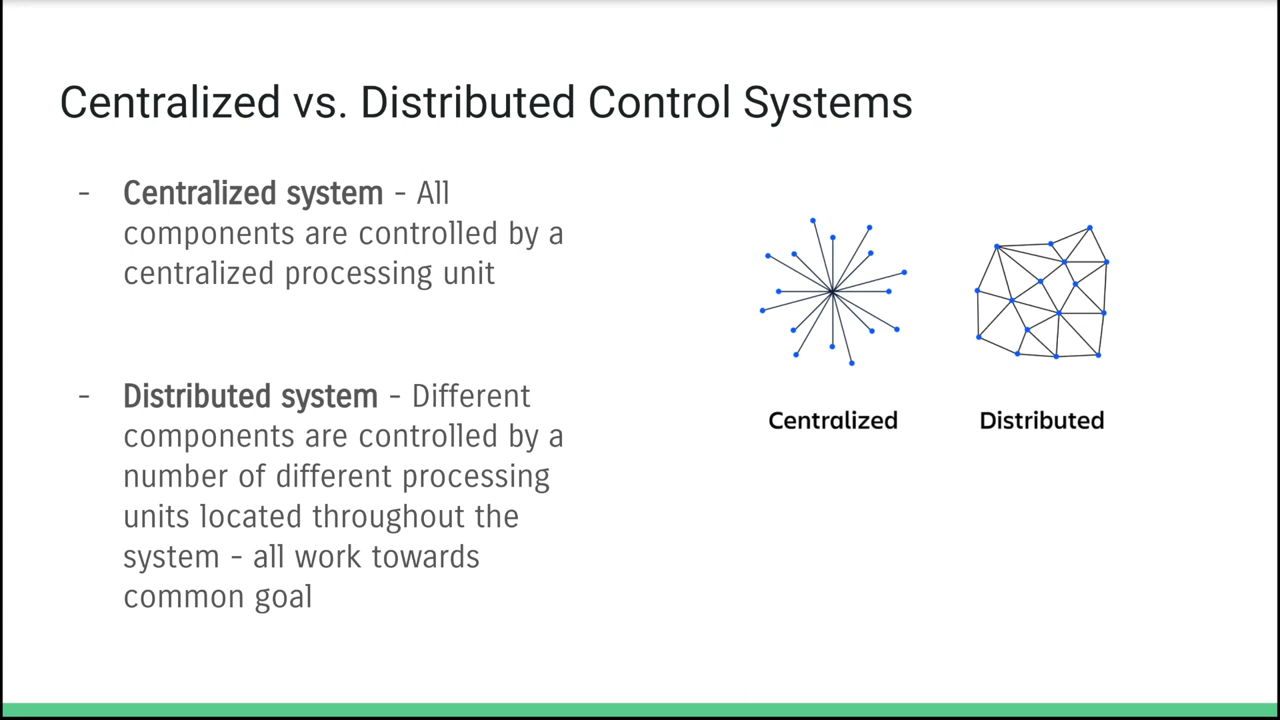 Centralized vs. Distributed Control Systems
- Centralized system - All
components are controlled by a
centralized processing unit
- Distributed system - Different
components are controlled by a
number of different processing
units located throughout the
system - all work towards
common goal
Centralized
Distributed